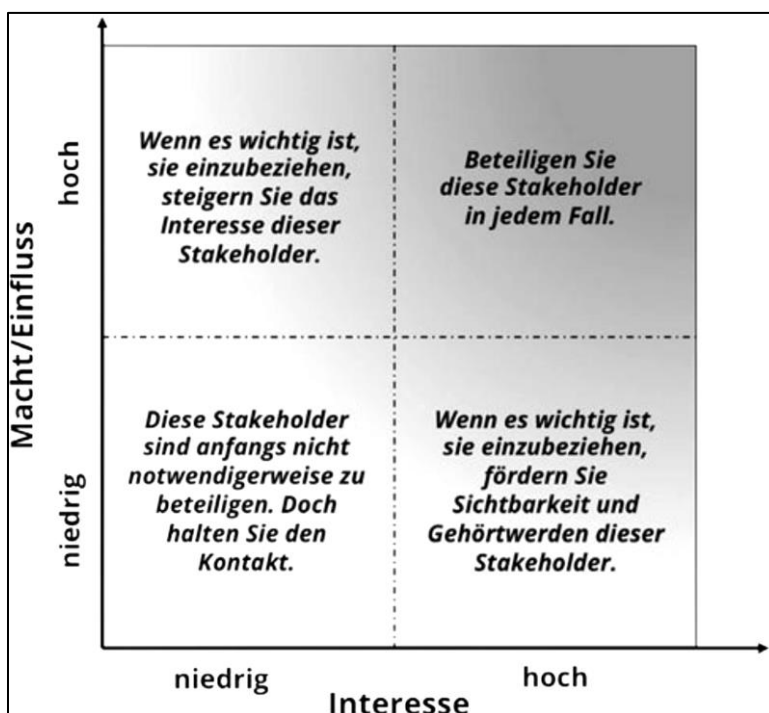 Macht/Einfluss
hoch
Wenn es wichtig ist,
sie einzubeziehen,
steigern Sie das
Interesse dieser
Stakeholder.
Beteiligen Sie
diese Stakeholder
in jedem Fall.
niedrig
Diese Stakeholder
sind anfangs nicht
notwendigerweise zu
beteiligen. Doch
halten Sie den
Kontakt.
Wenn es wichtig ist,
sie einzubeziehen,
fördern Sie
Sichtbarkeit und
Gehörtwerden dieser
Stakeholder.
niedrig
hoch
Interesse